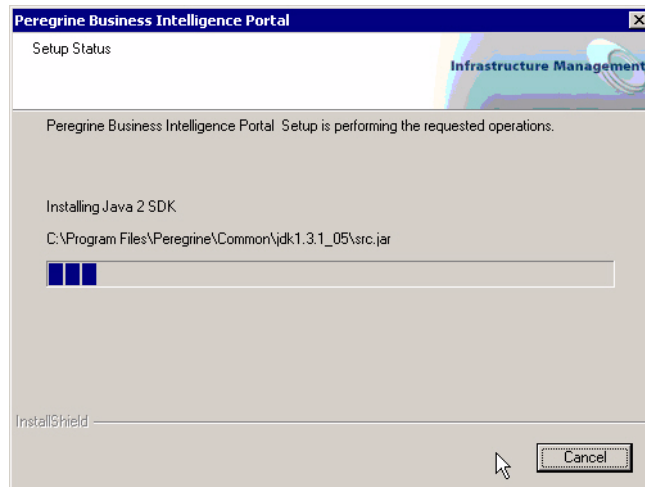 Peregrine Business Intelligence Portal
Setup Status
Infrastructure Management
Peregrine Business Intelligence Portal  Setup is performing the requested operations.
Installing Java 2 SDK
C:\Program Files\Peregrine\Common\jdk1.3.1_05\src.jar
InstallShield
Cancel